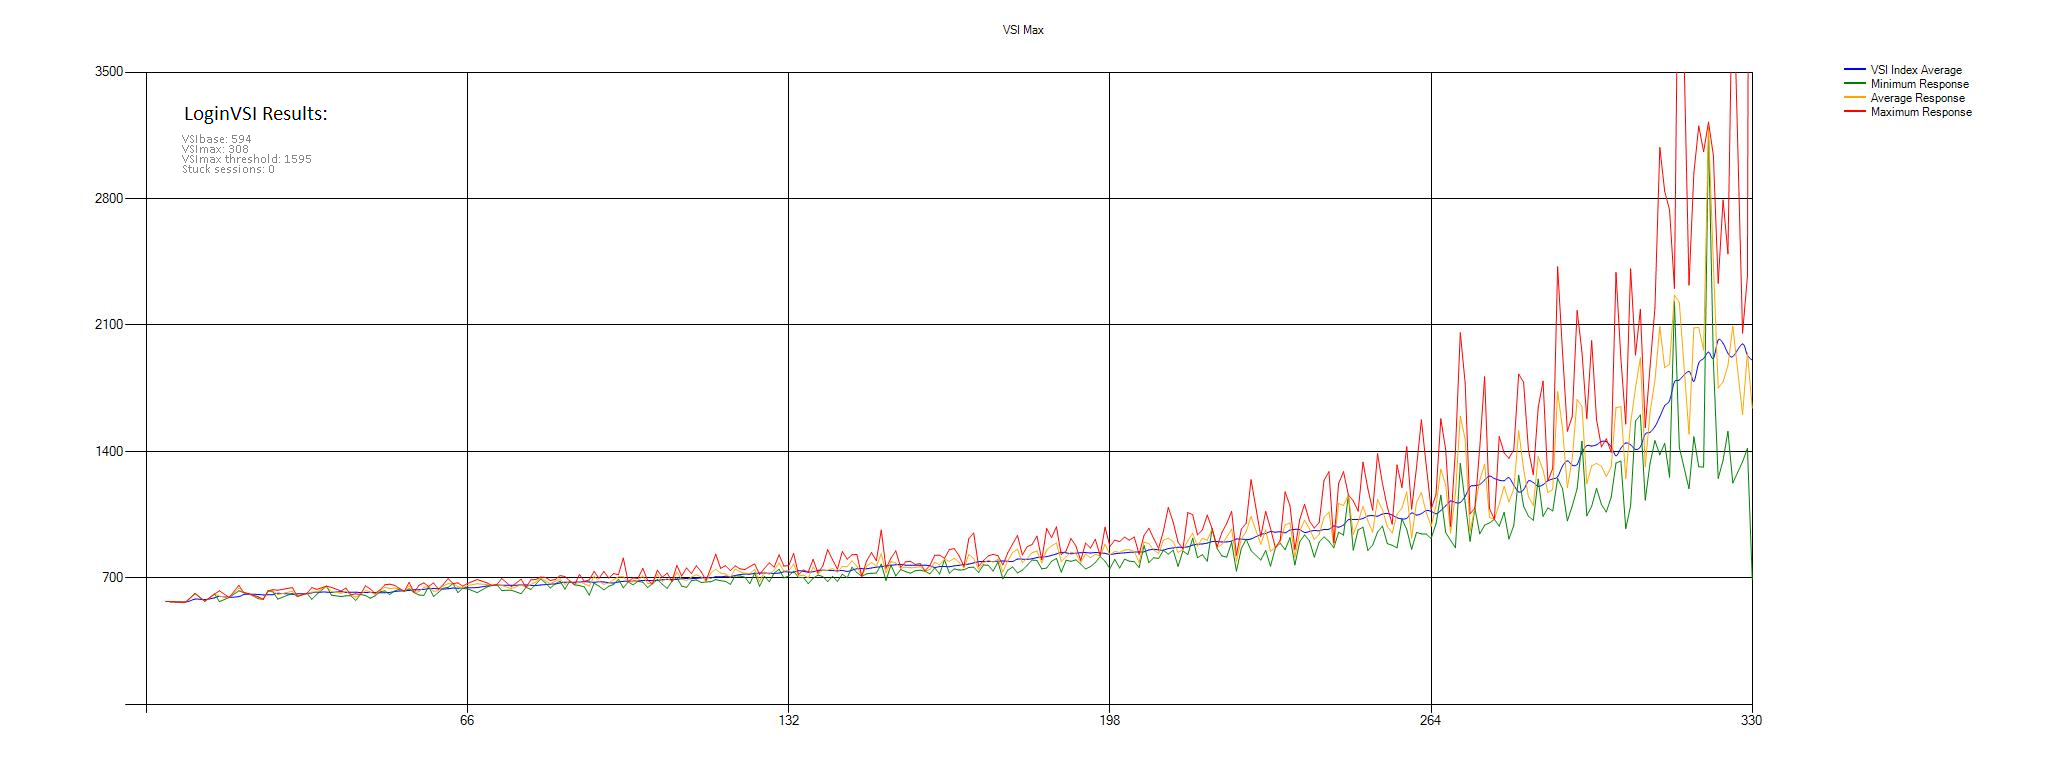 VSI Max
3500
2800
2100
1400
700
LoginVSI Results:
VSIbase: 594
VSImax: 308
VSImax threshold: 1595
Stuck sessions: 0
VSI Index Average
Minimum Response
Average Response
Maximum Response
66
132
198
264
330